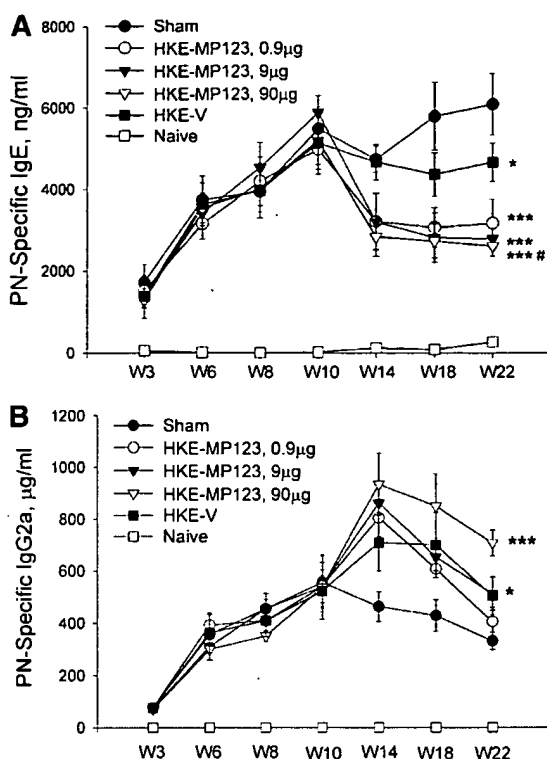 A
Sham
HKE-MP123, 0.9μg
HKE-MP123, 9μg
HKE-MP123, 90μg
HKE-V
Naive
PN-Specific IgE, ng/ml
8000
6000
4000
2000
0
*
***
***
*** #
W3 W6 W8 W10 W14 W18 W22
B
Sham
HKE-MP123, 0.9μg
HKE-MP123, 9μg
HKE-MP123, 90μg
HKE-V
Naive
PN-Specific IgG2a, μg/ml
1200
1000
800
600
400
200
0
***
*
W3 W6 W8 W10 W14 W18 W22